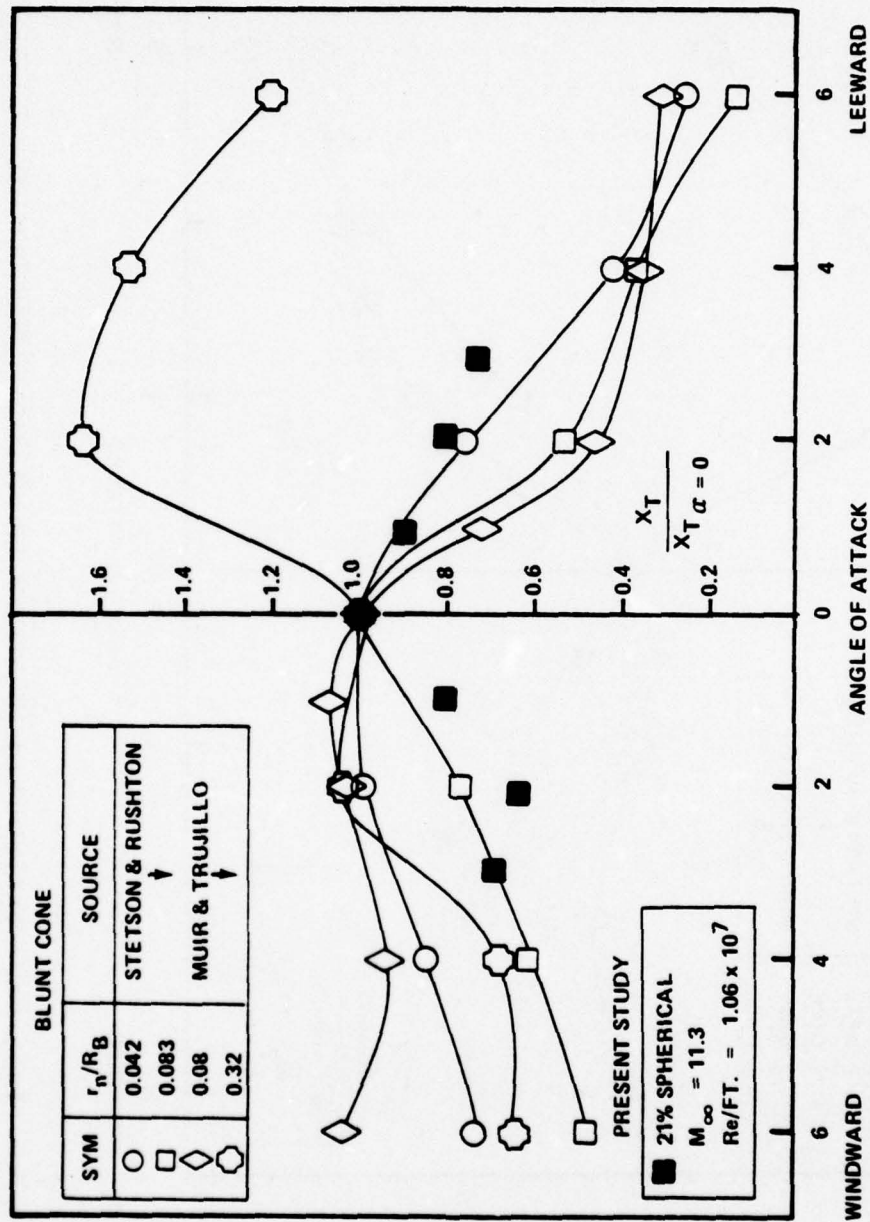 BLUNT CONE
SYM r_n/R_B SOURCE
0.042 STETSON & RUSHTON
0.083
0.08 MUIR & TRUJILLO
0.32
1.6
1.4
1.2
1.0
0.8
0.6
0.4
0.2
X_T
X_T α = 0
PRESENT STUDY
21% SPHERICAL
M_∞ = 11.3
Re/FT. = 1.06 x 10^7
6 4 2 0 2 4 6
WINDWARD ANGLE OF ATTACK LEEWARD